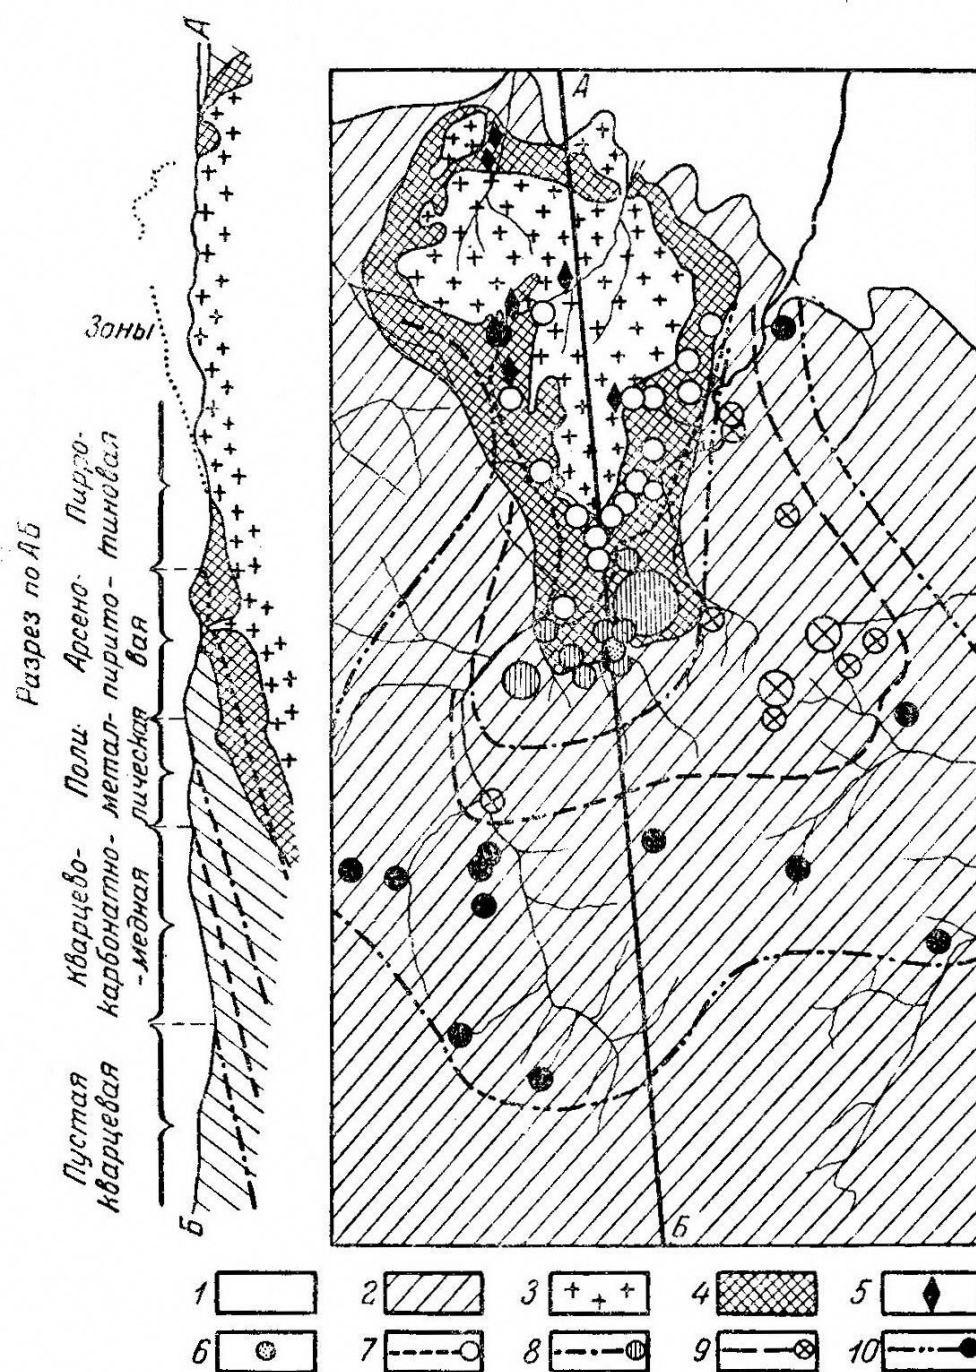 Разрез по АБ
А
Зоны
Пирро-
тиновая
Арсено-
пирито-
вая
Поли-
метал-
лическая
Кварцево-
карбонатно-
-медная
Пустая
кварцевая
Б
А
Б
1
2
3
4
5
6
7
8
9
10